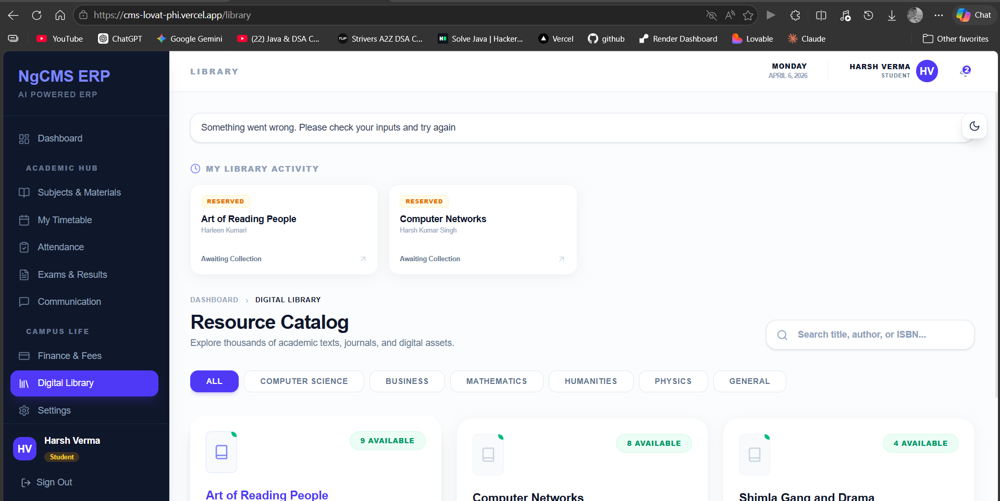 https://cms-lovat-phi.vercel.app/library
Chat
YouTube
ChatGPT
Google Gemini
(22) Java & DSA C...
Strivers A2Z DSA C...
Solve Java | Hacker...
Vercel
github
Render Dashboard
Lovable
Claude
Other favorites
NgCMS ERP
AI POWERED ERP
Dashboard
ACADEMIC HUB
Subjects & Materials
My Timetable
Attendance
Exams & Results
Communication
CAMPUS LIFE
Finance & Fees
Digital Library
Settings
HV
Harsh Verma
Student
Sign Out
LIBRARY
MONDAY
APRIL 6, 2026
HARSH VERMA
STUDENT
HV
2
Something went wrong. Please check your inputs and try again
MY LIBRARY ACTIVITY
RESERVED
Art of Reading People
Harleen Kumari
Awaiting Collection
RESERVED
Computer Networks
Harsh Kumar Singh
Awaiting Collection
DASHBOARD > DIGITAL LIBRARY
Resource Catalog
Explore thousands of academic texts, journals, and digital assets.
Search title, author, or ISBN...
ALL
COMPUTER SCIENCE
BUSINESS
MATHEMATICS
HUMANITIES
PHYSICS
GENERAL
9 AVAILABLE
Art of Reading People
8 AVAILABLE
Computer Networks
4 AVAILABLE
Shimla Gang and Drama